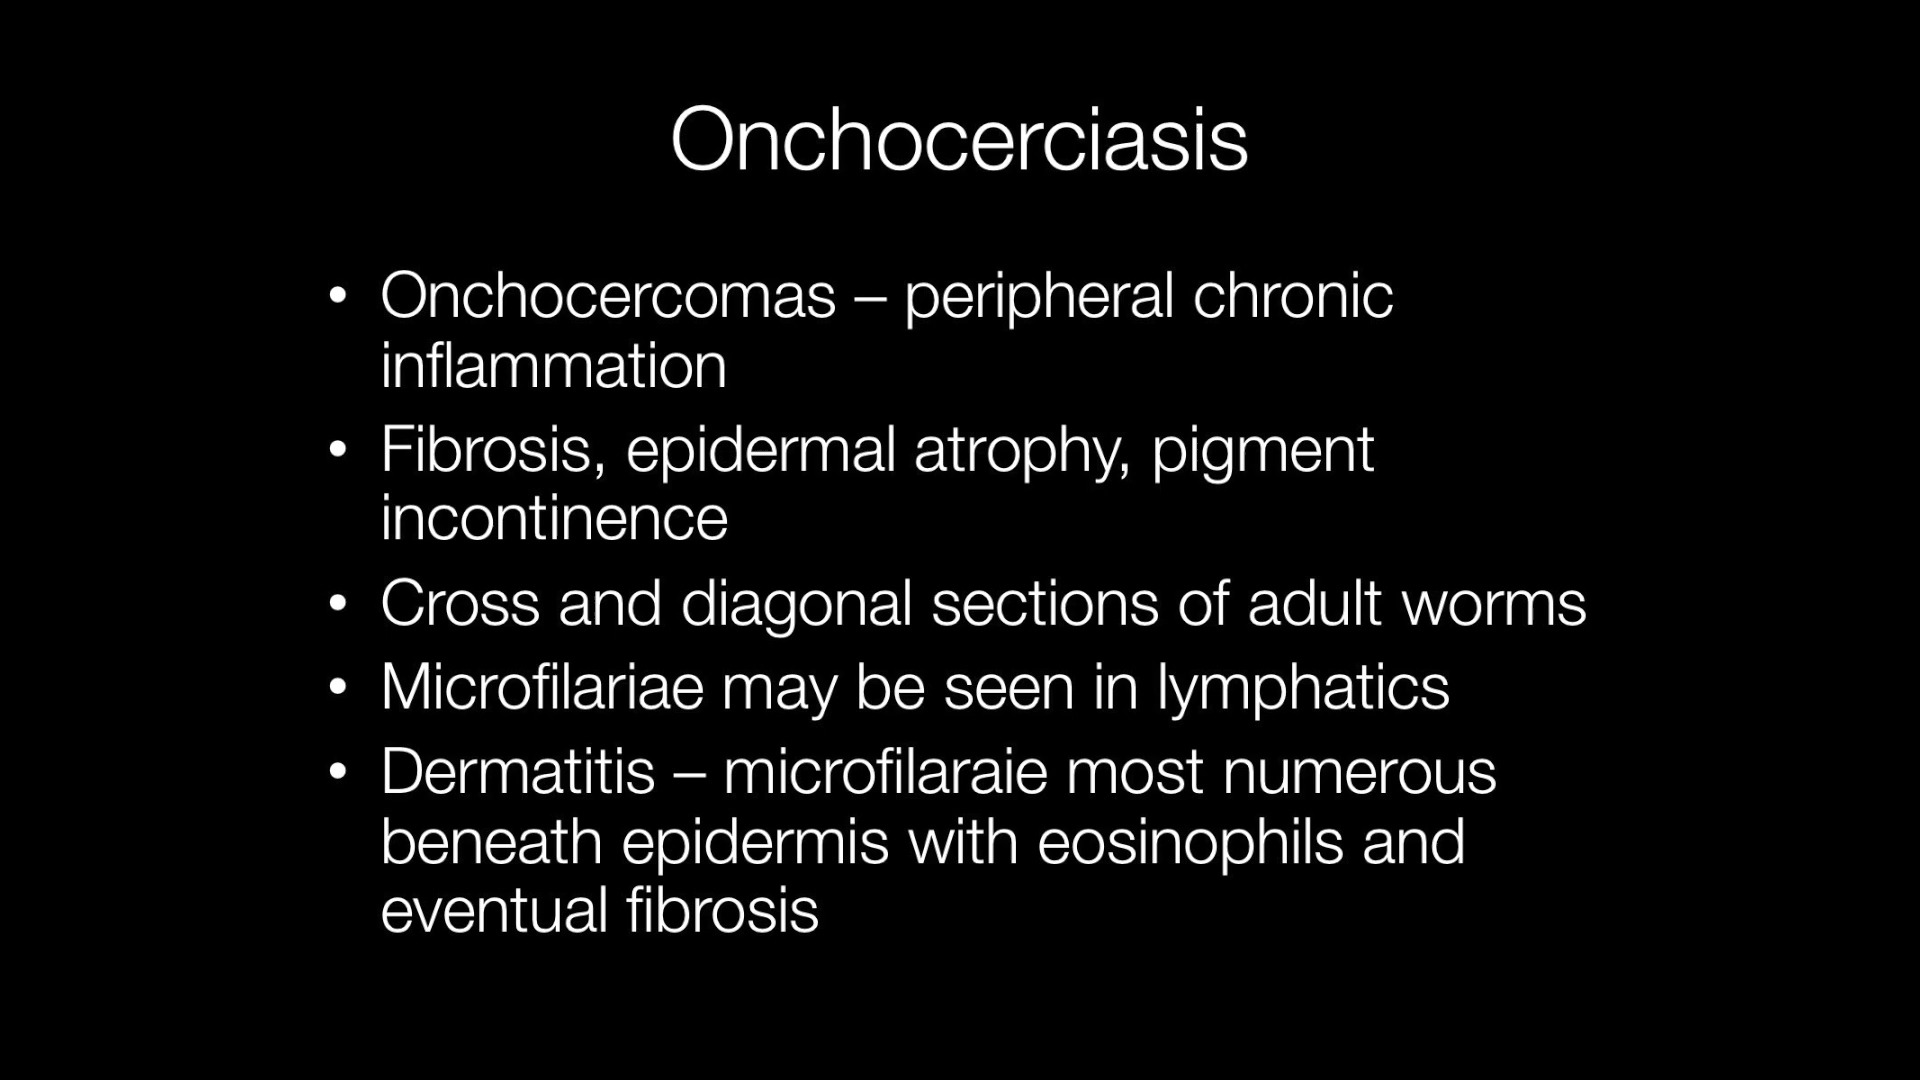 Onchocerciasis
• Onchocercomas – peripheral chronic
inflammation
• Fibrosis, epidermal atrophy, pigment
incontinence
• Cross and diagonal sections of adult worms
• Microfilariae may be seen in lymphatics
• Dermatitis – microfilaraie most numerous
beneath epidermis with eosinophils and
eventual fibrosis